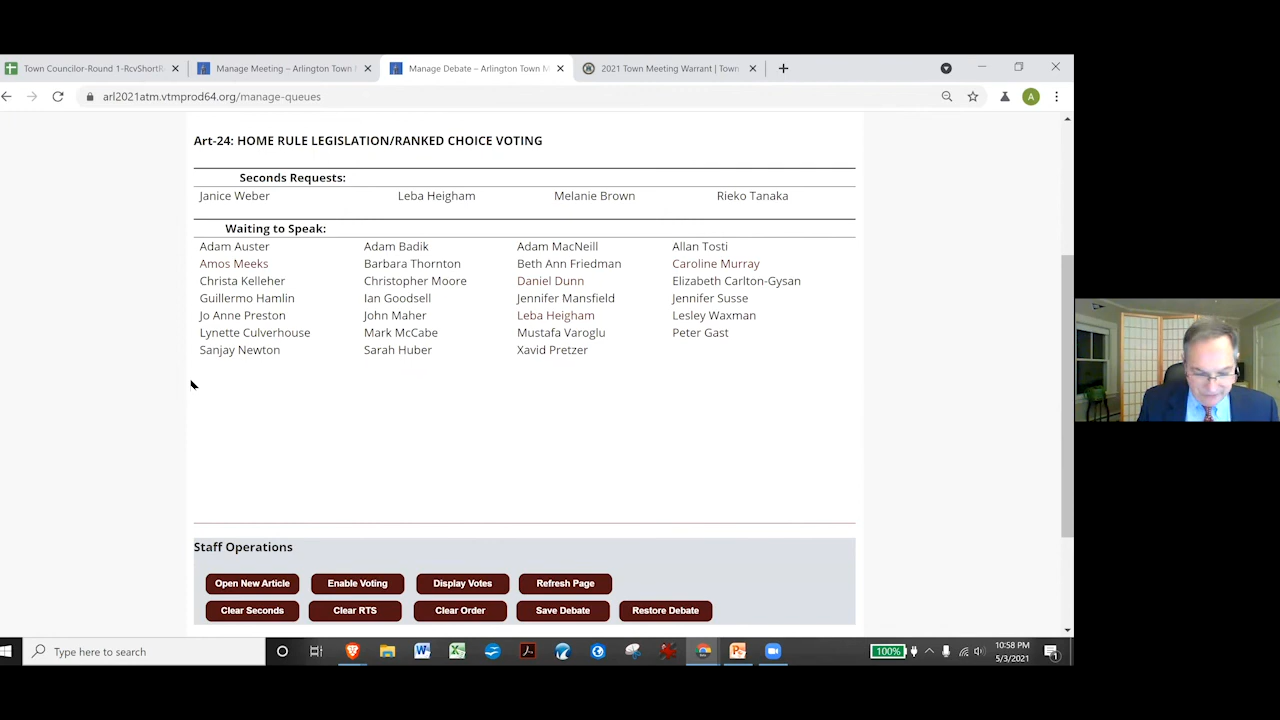 Town Councilor-Round 1-RcvShortR
Manage Meeting – Arlington Town
Manage Debate – Arlington Town M
2021 Town Meeting Warrant | Town
arl2021atm.vtmprod64.org/manage-queues
A
Art-24: HOME RULE LEGISLATION/RANKED CHOICE VOTING
Seconds Requests:
Janice Weber Leba Heigham Melanie Brown Rieko Tanaka
Waiting to Speak:
Adam Auster Adam Badik Adam MacNeill Allan Tosti
Amos Meeks Barbara Thornton Beth Ann Friedman Caroline Murray
Christa Kelleher Christopher Moore Daniel Dunn Elizabeth Carlton-Gysan
Guillermo Hamlin Ian Goodsell Jennifer Mansfield Jennifer Susse
Jo Anne Preston John Maher Leba Heigham Lesley Waxman
Lynette Culverhouse Mark McCabe Mustafa Varoglu Peter Gast
Sanjay Newton Sarah Huber Xavid Pretzer
Staff Operations
Open New Article Enable Voting Display Votes Refresh Page
Clear Seconds Clear RTS Clear Order Save Debate Restore Debate
Type here to search
100%
10:58 PM
5/3/2021